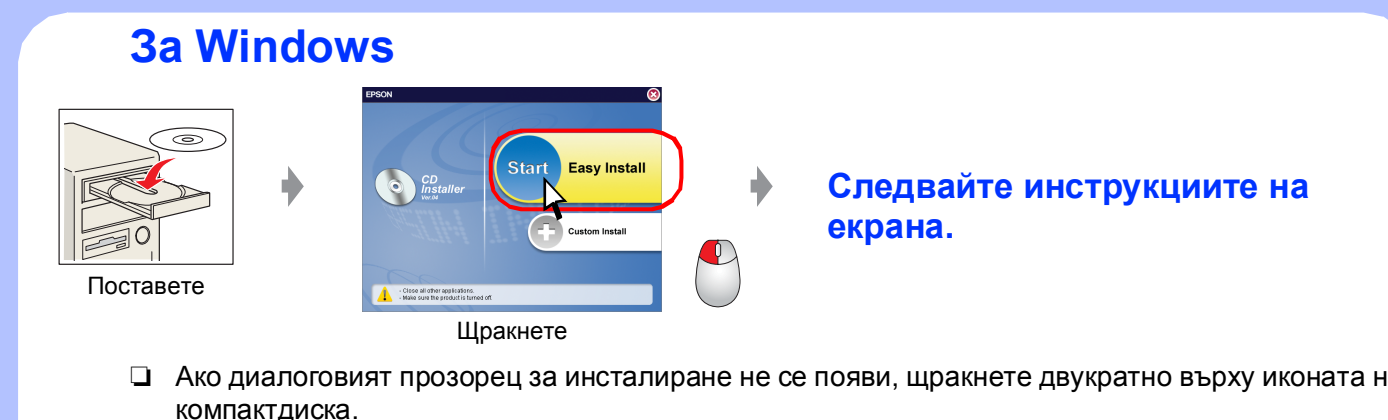 За Windows
EPSON
Start Easy Install
CD
Installer
Ver.04
Custom Install
- Close all other applications.
- Make sure the product is turned off.
Поставете
Щракнете
Следвайте инструкциите на
екрана.
❏ Ако диалоговият прозорец за инсталиране не се появи, щракнете двукратно върху иконата н
компактдиска.